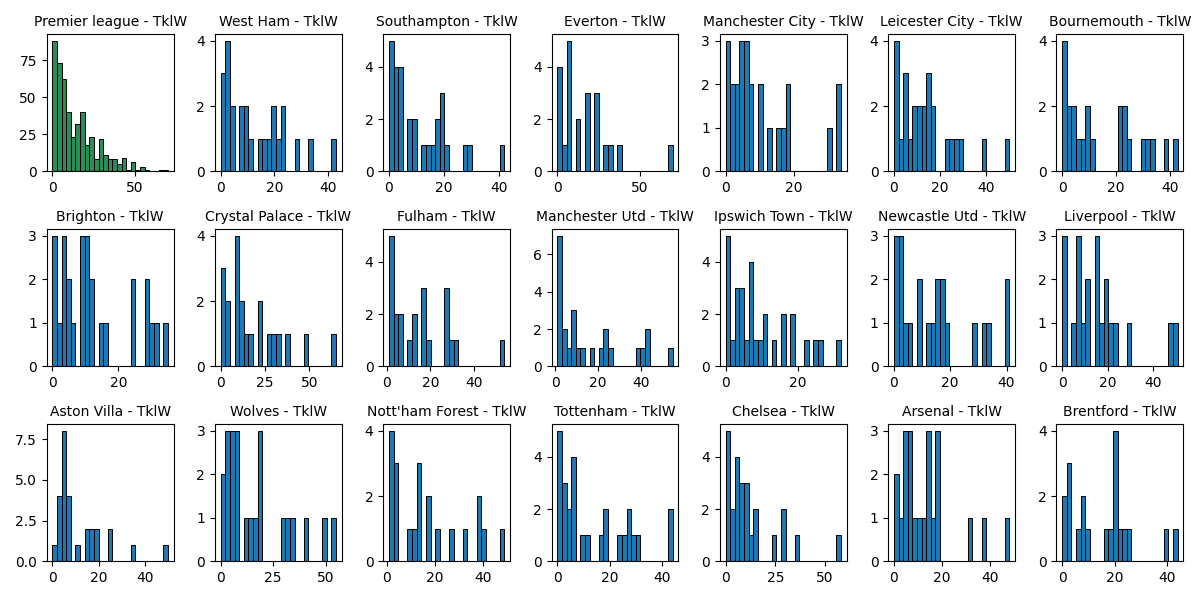 Premier league - TklW
West Ham - TklW
Southampton - TklW
Everton - TklW
Manchester City - TklW
Leicester City - TklW
Bournemouth - TklW
75
50
25
0
0 50
4
2
0
0 20 40
4
2
0
0 20 40
4
2
0
0 50
3
2
1
0
0 20
4
2
0
0 20 40
4
2
0
0 20 40
Brighton - TklW
Crystal Palace - TklW
Fulham - TklW
Manchester Utd - TklW
Ipswich Town - TklW
Newcastle Utd - TklW
Liverpool - TklW
3
2
1
0
0 20
4
2
0
0 25 50
4
2
0
0 20 40
6
4
2
0
0 20 40
4
2
0
0 20
3
2
1
0
0 20 40
3
2
1
0
0 20 40
Aston Villa - TklW
Wolves - TklW
Nott'ham Forest - TklW
Tottenham - TklW
Chelsea - TklW
Arsenal - TklW
Brentford - TklW
7.5
5.0
2.5
0.0
0 20 40
3
2
1
0
0 25 50
4
2
0
0 20 40
4
2
0
0 20 40
4
2
0
0 25 50
3
2
1
0
0 20 40
4
2
0
0 20 40